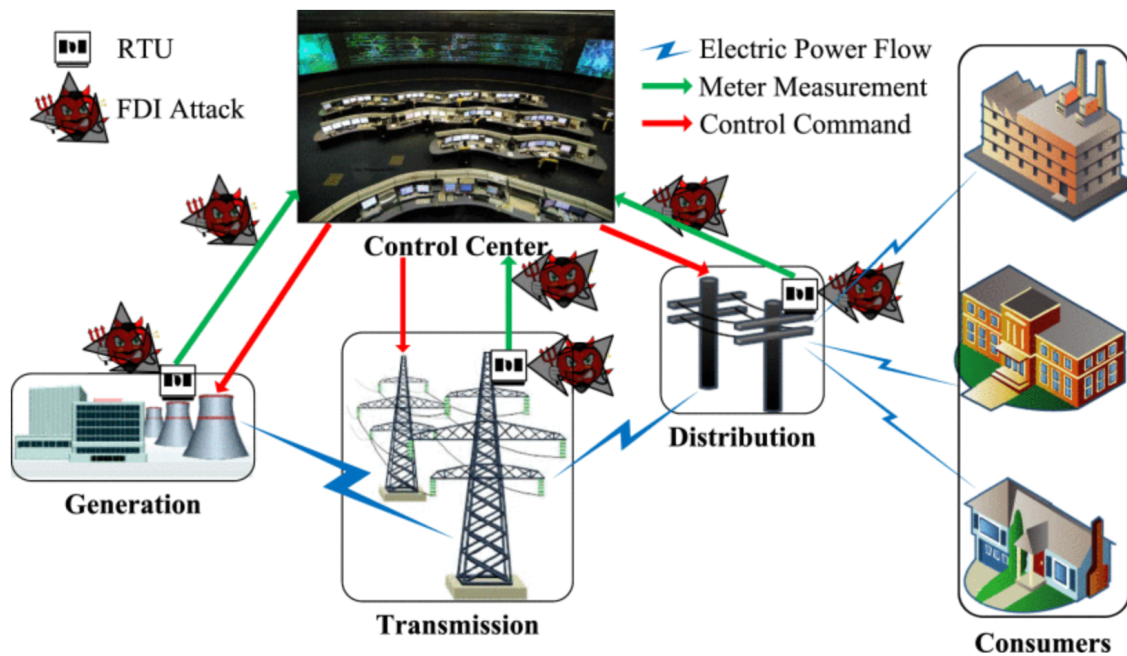 RTU
FDI Attack
Electric Power Flow
Meter Measurement
Control Command
Control Center
Generation
Transmission
Distribution
Consumers